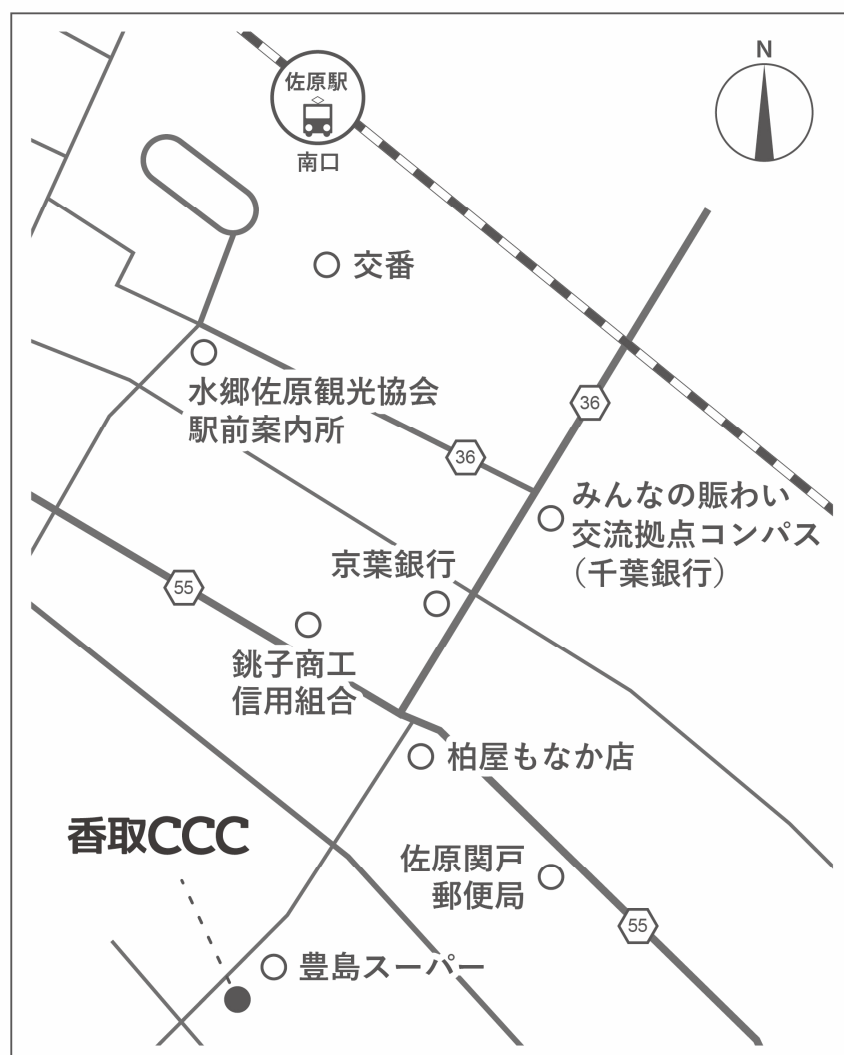 佐原駅
南口
N
交番
水郷佐原観光協会
駅前案内所
36
36
みんなの賑わい
交流拠点コンパス
（千葉銀行）
京葉銀行
55
銚子商工
信用組合
柏屋もなか店
香取CCC
佐原関戸
郵便局
55
豊島スーパー